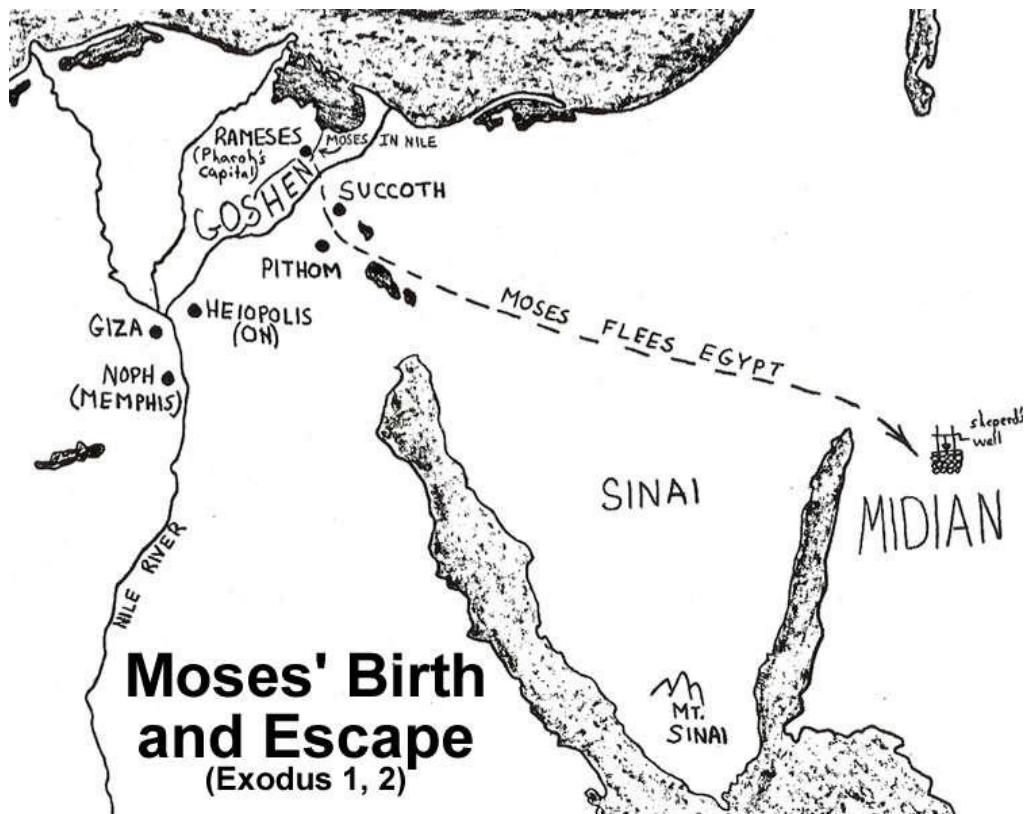 RAMESES
(Pharoh's
Capital)
MOSES IN NILE
GOSHEN
SUCCOTH
PITHOM
HEIOPOLIS
(ON)
GIZA
NOPH
(MEMPHIS)
MOSES FLEES EGYPT
sheperd's
well
SINAI
MIDIAN
NILE RIVER
MT.
SINAI
Moses' Birth
and Escape
(Exodus 1, 2)